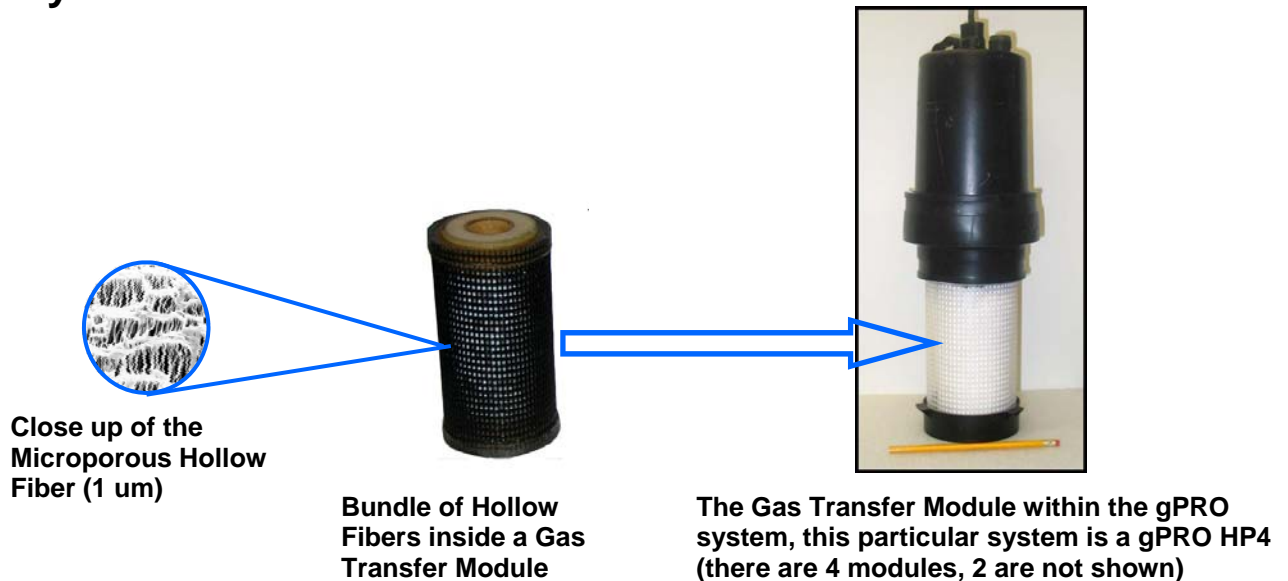 Close up of the
Microporous Hollow
Fiber (1 um)
Bundle of Hollow
Fibers inside a Gas
Transfer Module
The Gas Transfer Module within the gPRO
system, this particular system is a gPRO HP4
(there are 4 modules, 2 are not shown)